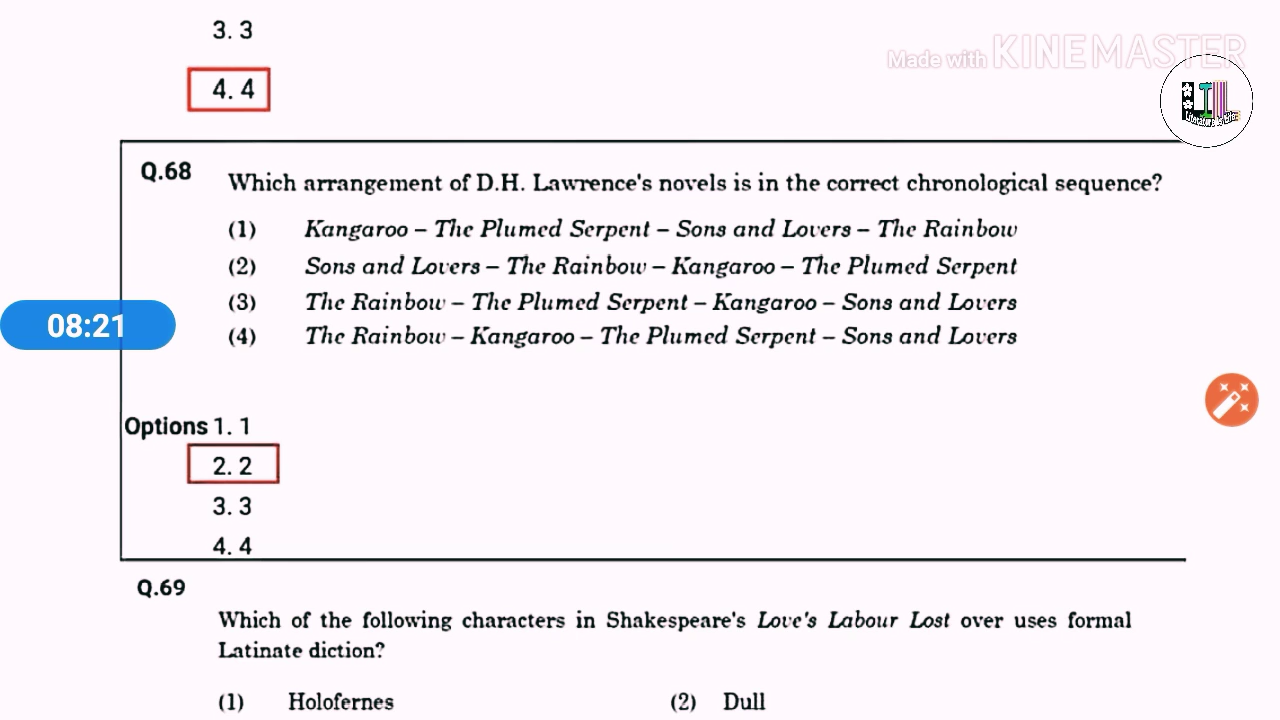 3. 3
Made with KINEMASTER
4. 4
Q.68
Which arrangement of D.H. Lawrence's novels is in the correct chronological sequence?
(1) Kangaroo – The Plumed Serpent – Sons and Lovers – The Rainbow
(2) Sons and Lovers – The Rainbow – Kangaroo – The Plumed Serpent
(3) The Rainbow – The Plumed Serpent – Kangaroo – Sons and Lovers
08:21
(4) The Rainbow – Kangaroo – The Plumed Serpent – Sons and Lovers
Options 1. 1
2. 2
3. 3
4. 4
Q.69
Which of the following characters in Shakespeare's Love's Labour Lost over uses formal
Latinate diction?
(1) Holofernes (2) Dull